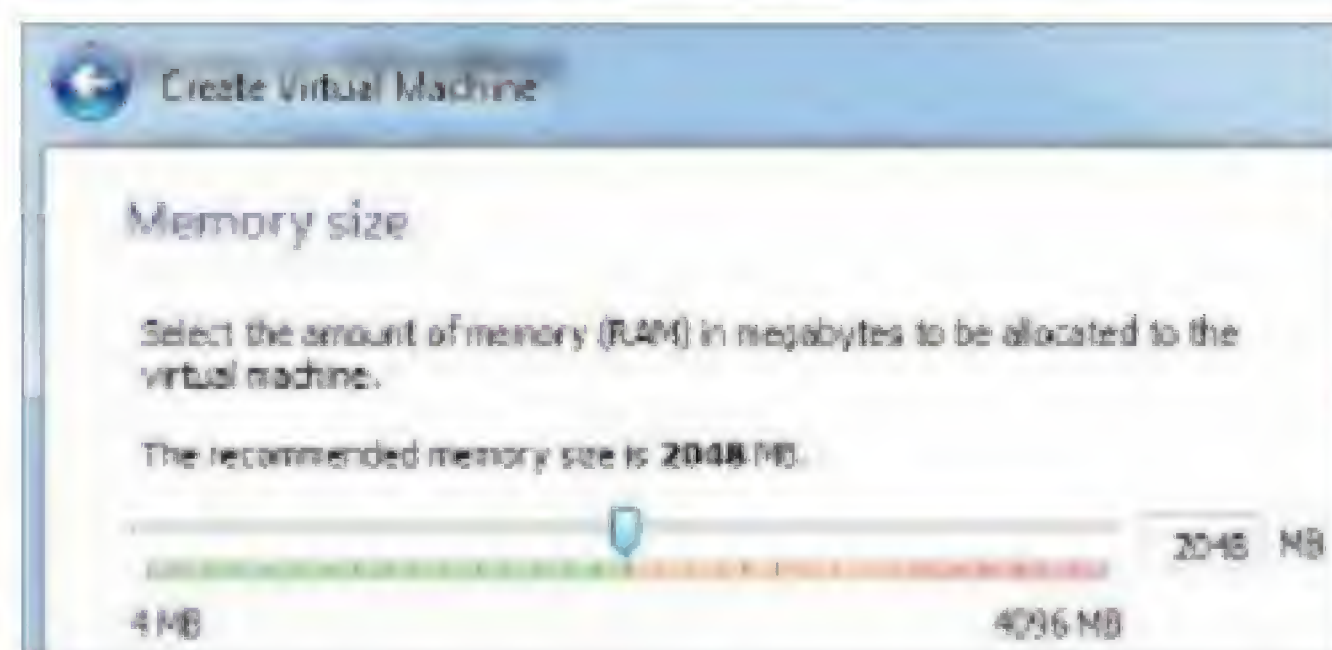 Create Virtual Machine
Memory size
Select the amount of memory (RAM) in megabytes to be allocated to the
virtual machine.
The recommended memory size is 2048 MB.
2048 MB
4 MB 4096 MB